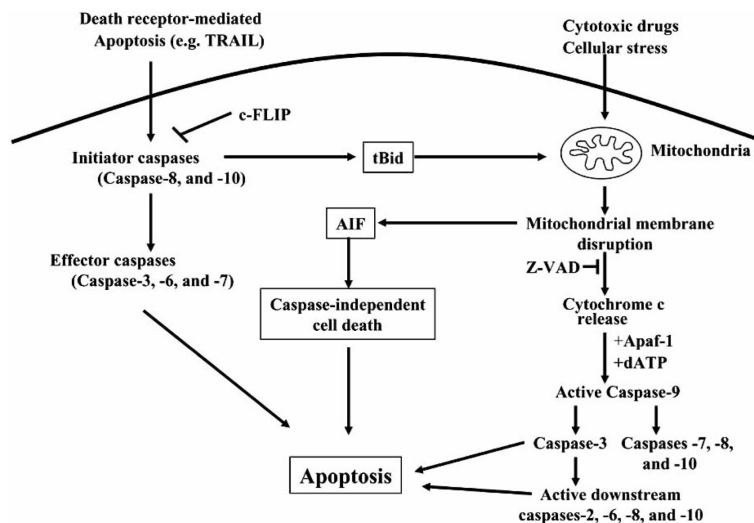 Death receptor-mediated
Apoptosis (e.g. TRAIL)
Cytotoxic drugs
Cellular stress
c-FLIP
Initiator caspases
(Caspase-8, and -10)
tBid
Mitochondria
AIF
Mitochondrial membrane
disruption
Effector caspases
(Caspase-3, -6, and -7)
Z-VAD
Caspase-independent
cell death
Cytochrome c
release
+Apaf-1
+dATP
Active Caspase-9
Caspase-3
Caspases -7, -8,
and -10
Apoptosis
Active downstream
caspases-2, -6, -8, and -10